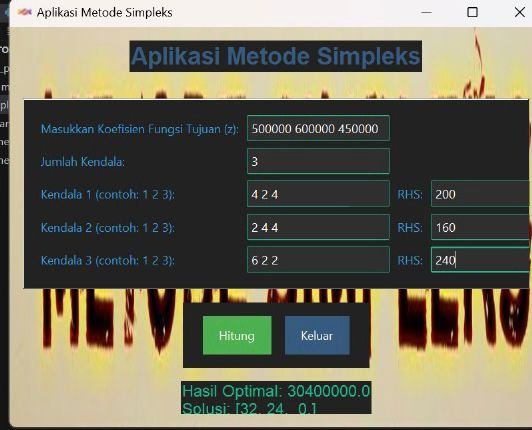 Aplikasi Metode Simpleks
Aplikasi Metode Simpleks
Masukkan Koefisien Fungsi Tujuan (z): 500000 600000 450000
Jumlah Kendala: 3
Kendala 1 (contoh: 1 2 3): 4 2 4 RHS: 200
Kendala 2 (contoh: 1 2 3): 2 4 4 RHS: 160
Kendala 3 (contoh: 1 2 3): 6 2 2 RHS: 240
Hitung Keluar
Hasil Optimal: 30400000.0
Solusi: [32. 24. 0.]